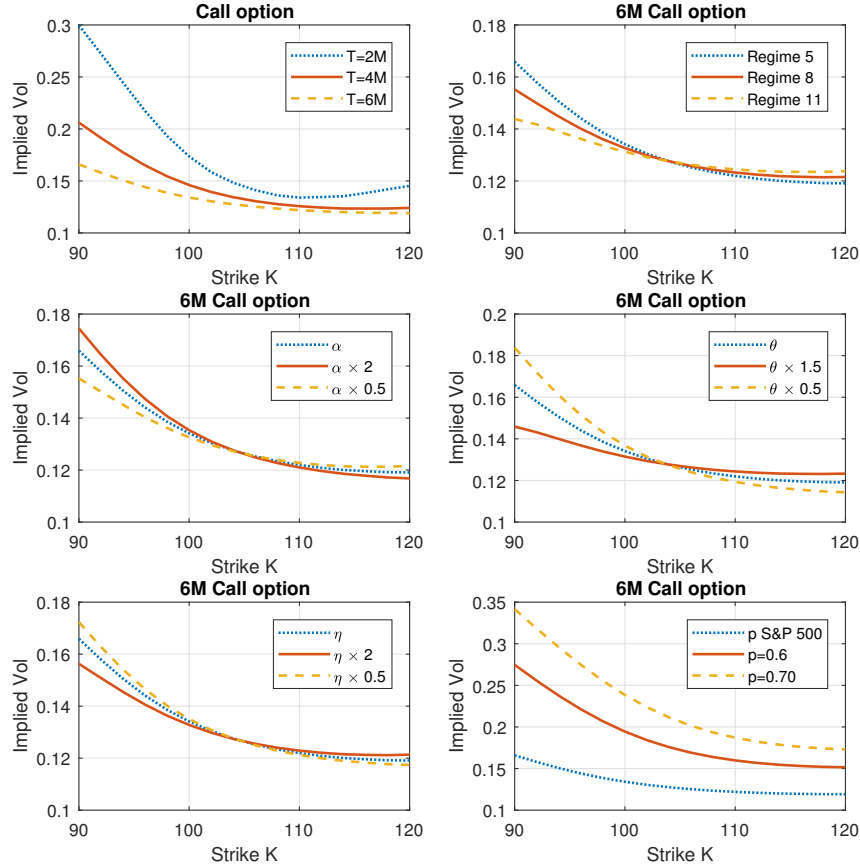 Call option
0.3
0.25
0.2
0.15
0.1
Implied Vol
T=2M
T=4M
T=6M
90
100
110
120
Strike K
6M Call option
0.18
0.16
0.14
0.12
0.1
Implied Vol
Regime 5
Regime 8
Regime 11
90
100
110
120
Strike K
6M Call option
0.18
0.16
0.14
0.12
0.1
Implied Vol
α
α × 2
α × 0.5
90
100
110
120
Strike K
6M Call option
0.2
0.18
0.16
0.14
0.12
0.1
Implied Vol
θ
θ × 1.5
θ × 0.5
90
100
110
120
Strike K
6M Call option
0.18
0.16
0.14
0.12
0.1
Implied Vol
η
η × 2
η × 0.5
90
100
110
120
Strike K
6M Call option
0.35
0.3
0.25
0.2
0.15
0.1
Implied Vol
p S&P 500
p=0.6
p=0.70
90
100
110
120
Strike K